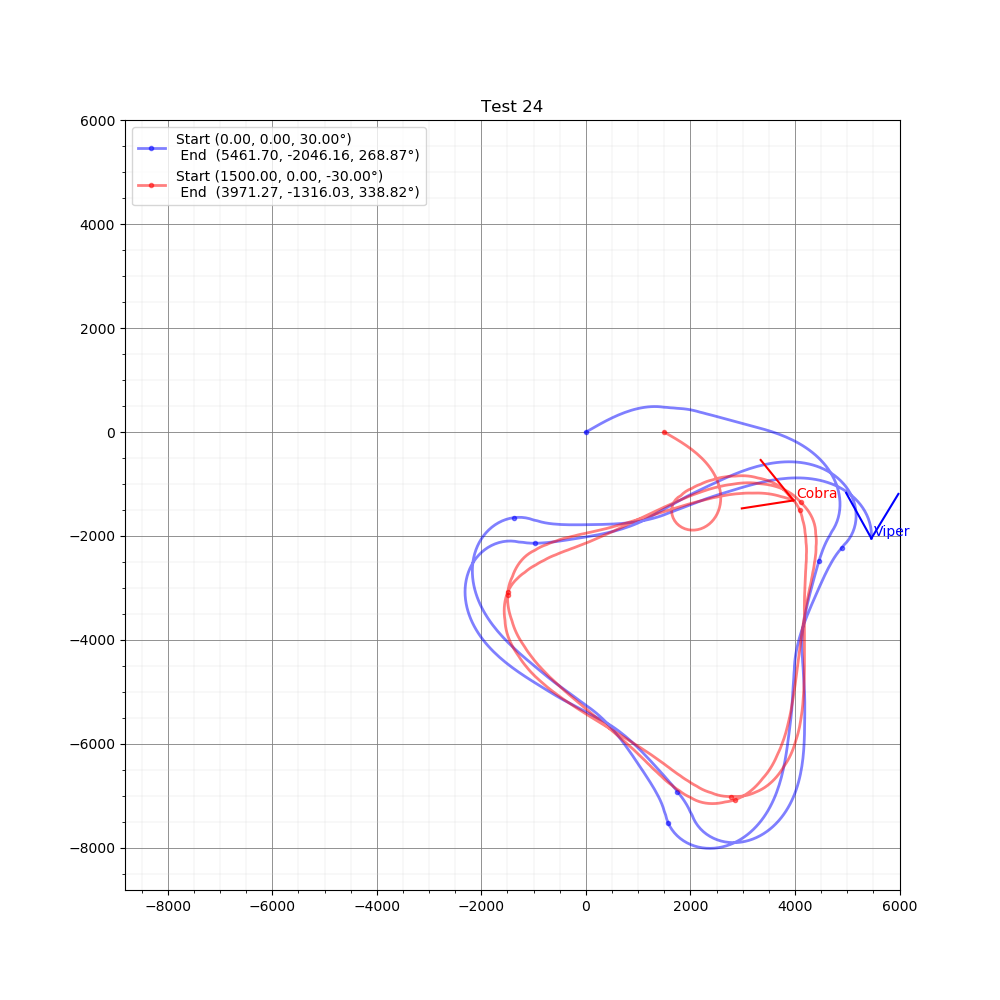 Test 24
Start (0.00, 0.00, 30.00°)
End (5461.70, -2046.16, 268.87°)
Start (1500.00, 0.00, -30.00°)
End (3971.27, -1316.03, 338.82°)
6000
4000
2000
0
−2000
−4000
−6000
−8000
Cobra
Viper
−8000 −6000 −4000 −2000 0 2000 4000 6000